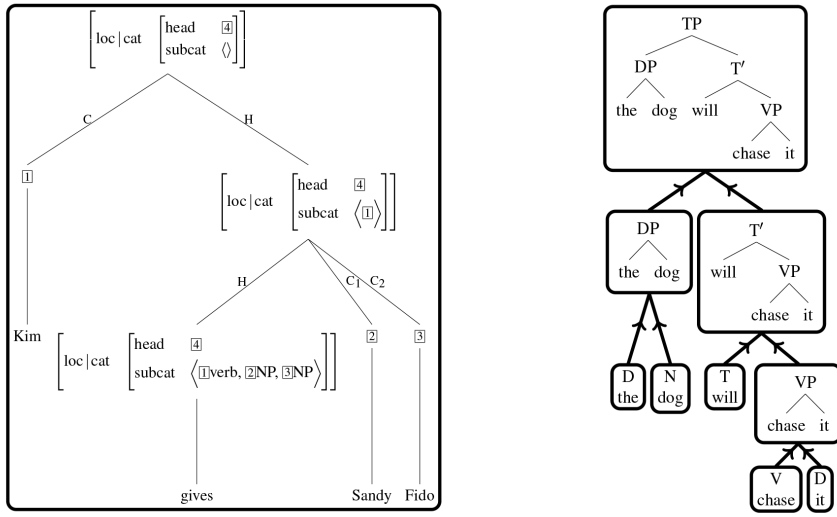 [loc|cat [head 4
subcat ⟨⟩]]
C
H
1
[loc|cat [head 4
subcat ⟨1⟩]]
H
C1
C2
Kim
2
3
[loc|cat [head 4
subcat ⟨1verb, 2NP, 3NP⟩]]
gives
Sandy
Fido
TP
DP
T′
the dog
will
VP
chase it
DP
the dog
T′
will
VP
chase it
D
the
N
dog
T
will
VP
chase it
V
chase
D
it